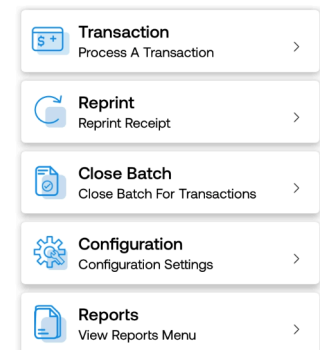 $ +
Transaction
Process A Transaction
Reprint
Reprint Receipt
Close Batch
Close Batch For Transactions
Configuration
Configuration Settings
Reports
View Reports Menu